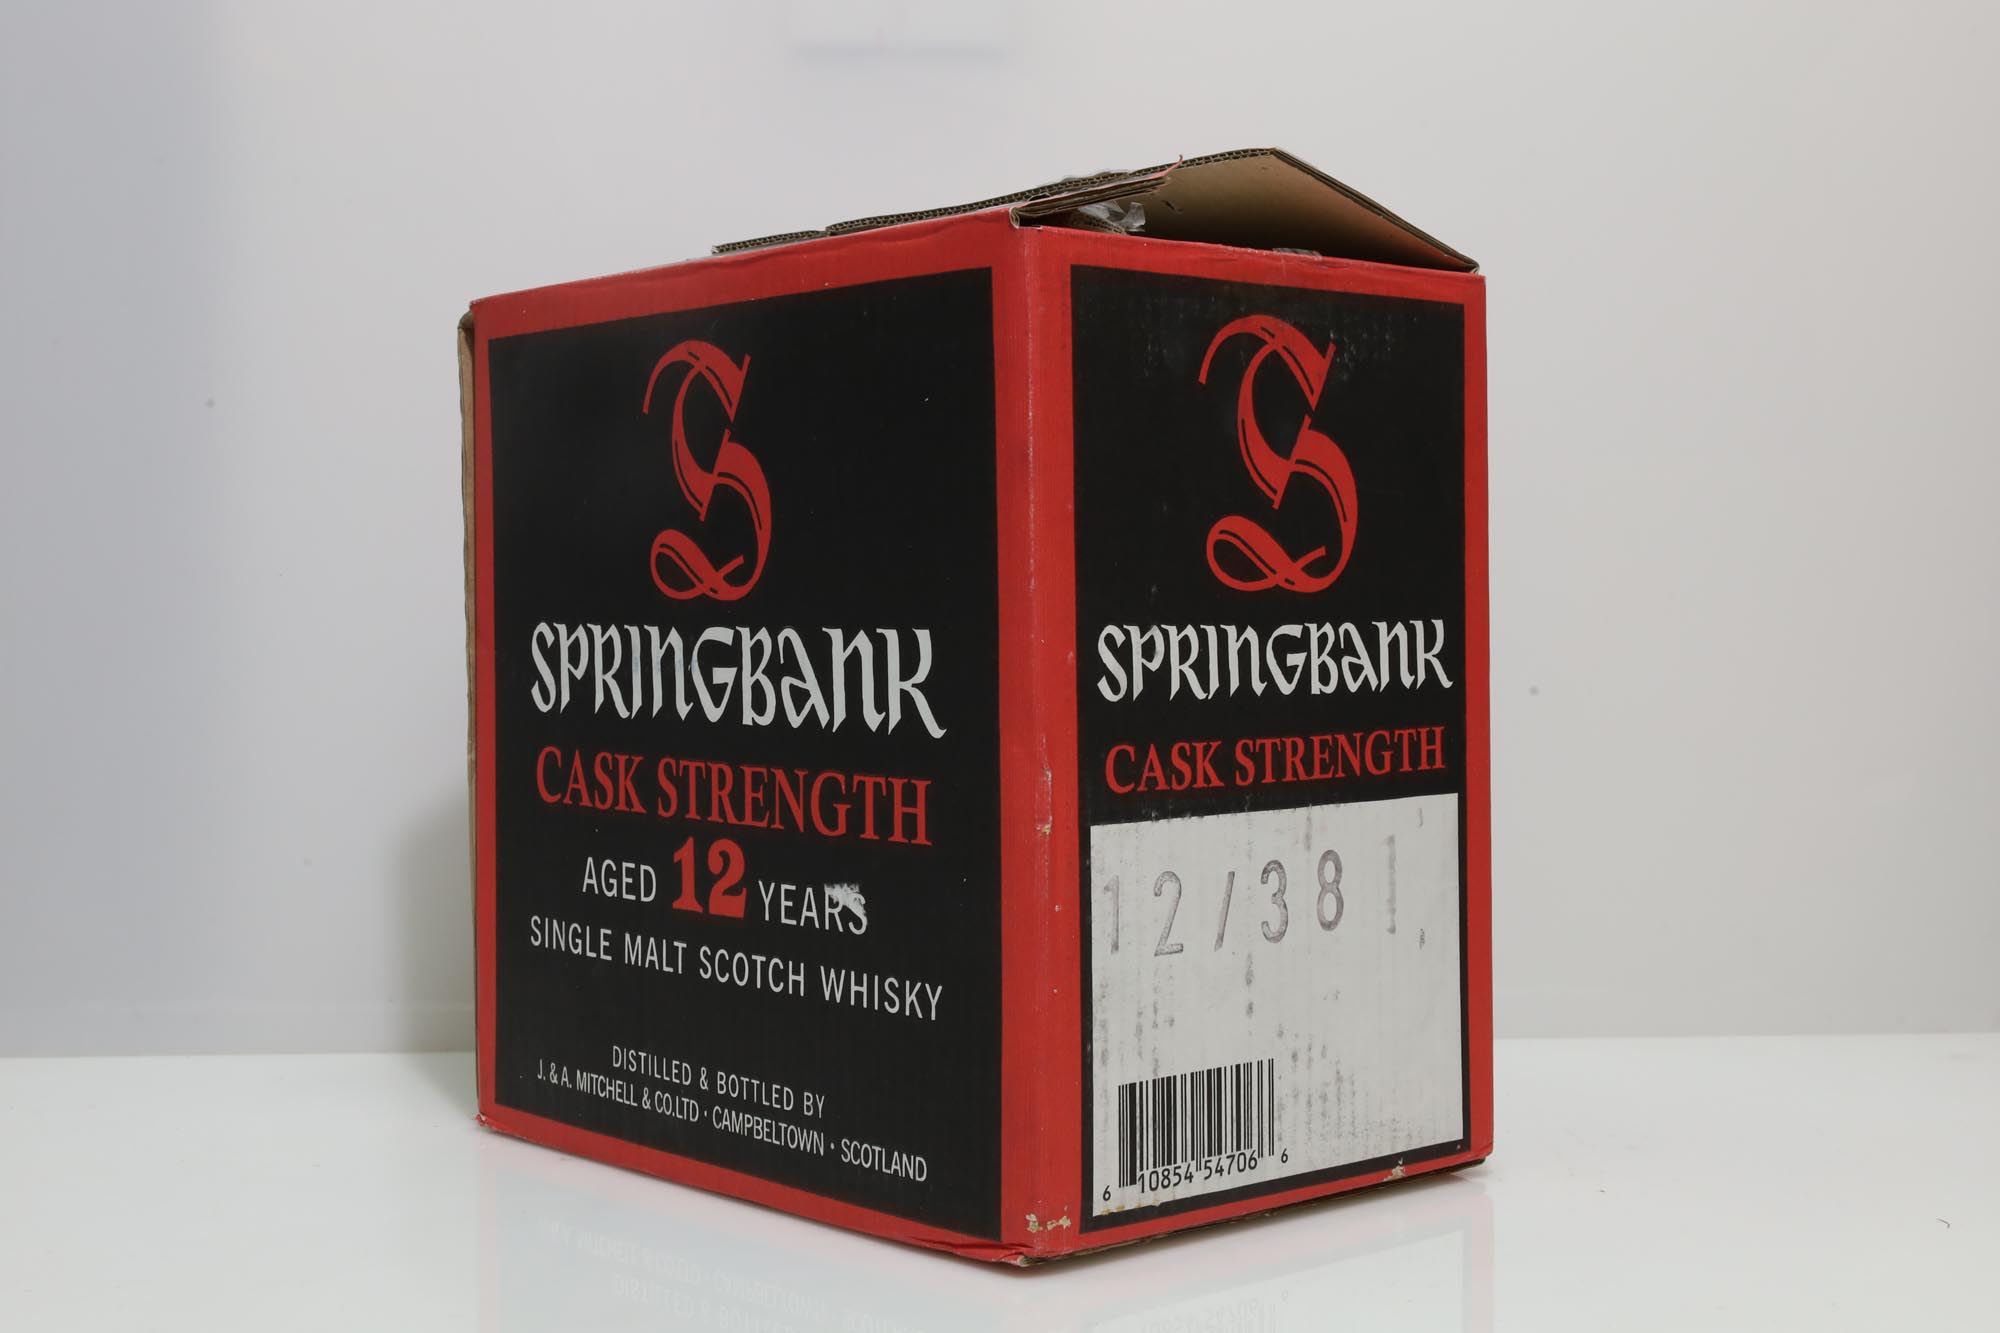 S
SPRINGBANK
CASK STRENGTH
AGED 12 YEARS
SINGLE MALT SCOTCH WHISKY
DISTILLED & BOTTLED BY
J. & A. MITCHELL & CO.LTD · CAMPBELTOWN · SCOTLAND
S
SPRINGBANK
CASK STRENGTH
12/381
6 10854 54706 6